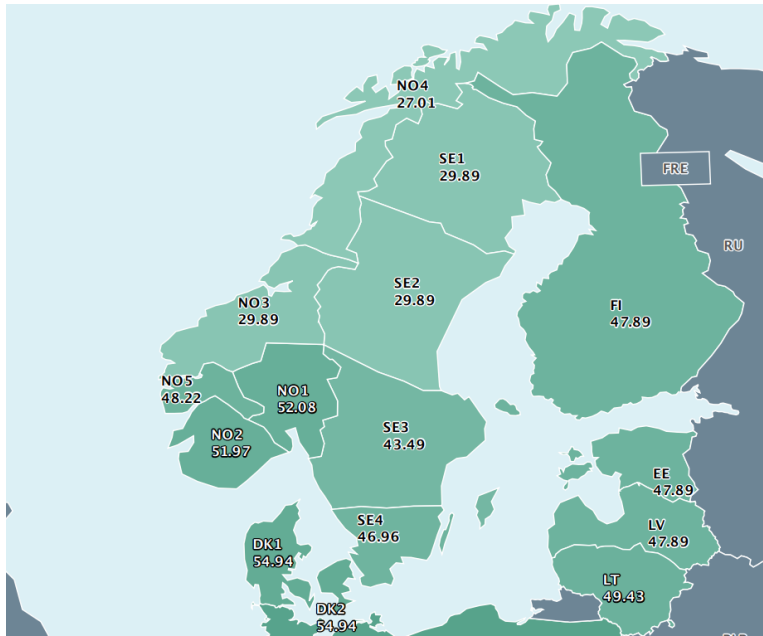 NO4
27.01
SE1
29.89
FRE
RU
SE2
29.89
NO3
29.89
FI
47.89
NO5
48.22
NO1
52.08
NO2
51.97
SE3
43.49
EE
47.89
SE4
46.96
LV
47.89
DK1
54.94
LT
49.43
DK2
54.94